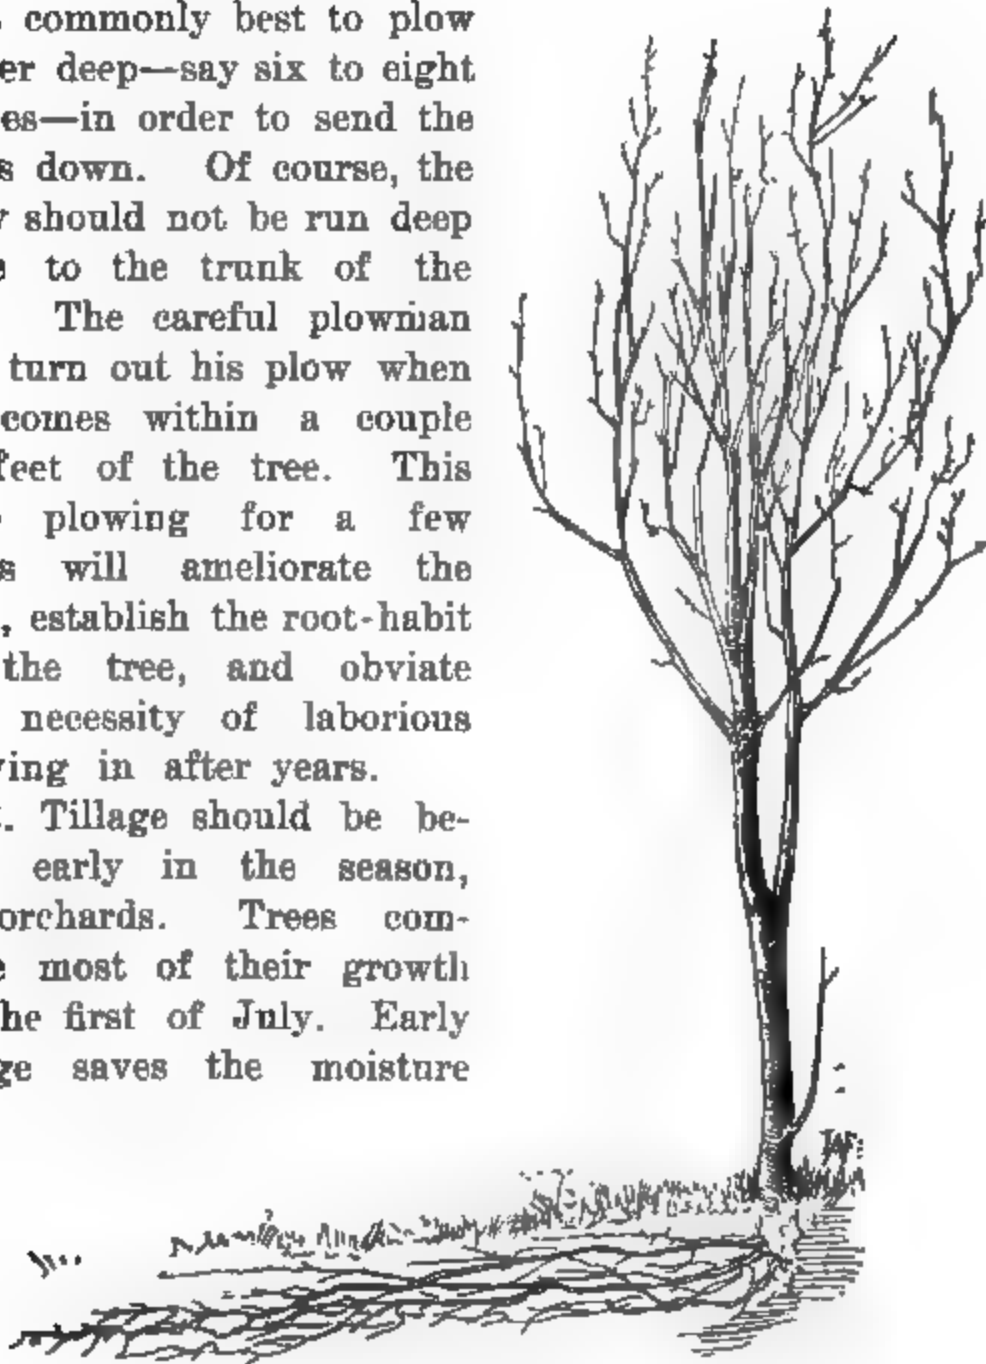 commonly best to plow
er deep—say six to eight
es—in order to send the
s down. Of course, the
should not be run deep
to the trunk of the
The careful plowman
turn out his plow when
comes within a couple
feet of the tree. This
plowing for a few
s will ameliorate the
, establish the root-habit
the tree, and obviate
necessity of laborious
ing in after years.
. Tillage should be be-
early in the season,
orchards. Trees com-
most of their growth
he first of July. Early
ge saves the moisture